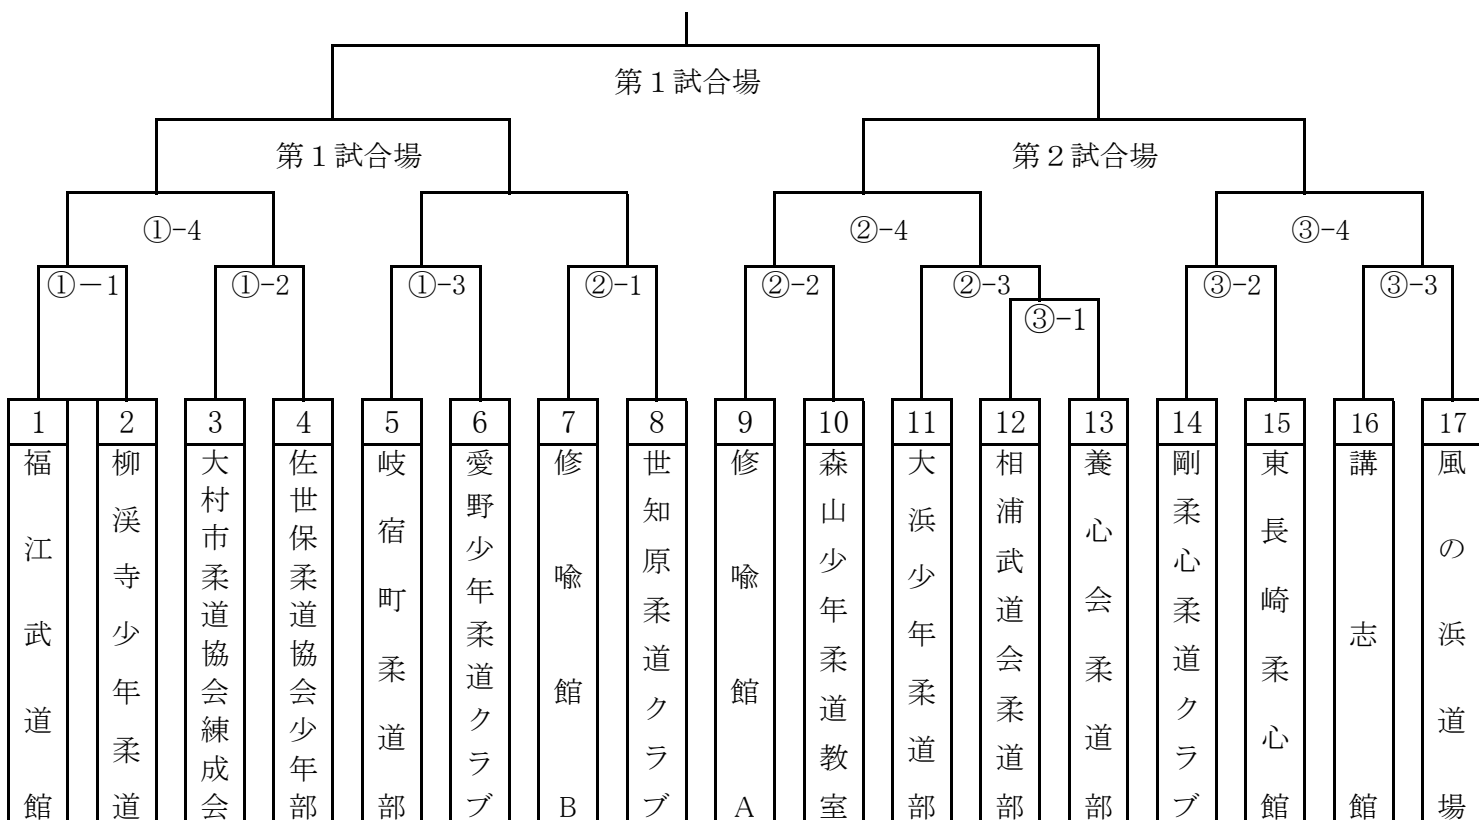 第１試合場
第１試合場
第２試合場
①-4
②-4
③-4
①－1
①-2
①-3
②-1
②-2
②-3
③-2
③-3
③-1
1
2
3
4
5
6
7
8
9
10
11
12
13
14
15
16
17
福江武道館
柳渓寺少年柔道
大村市柔道協会練成会
佐世保柔道協会少年部
岐宿町柔道部
愛野少年柔道クラブ
修喩館B
世知原柔道クラブ
修喩館A
森山少年柔道教室
大浜少年柔道部
相浦武道会柔道部
養心会柔道部
剛柔心柔道クラブ
東長崎柔心館
講志館
風の浜道場